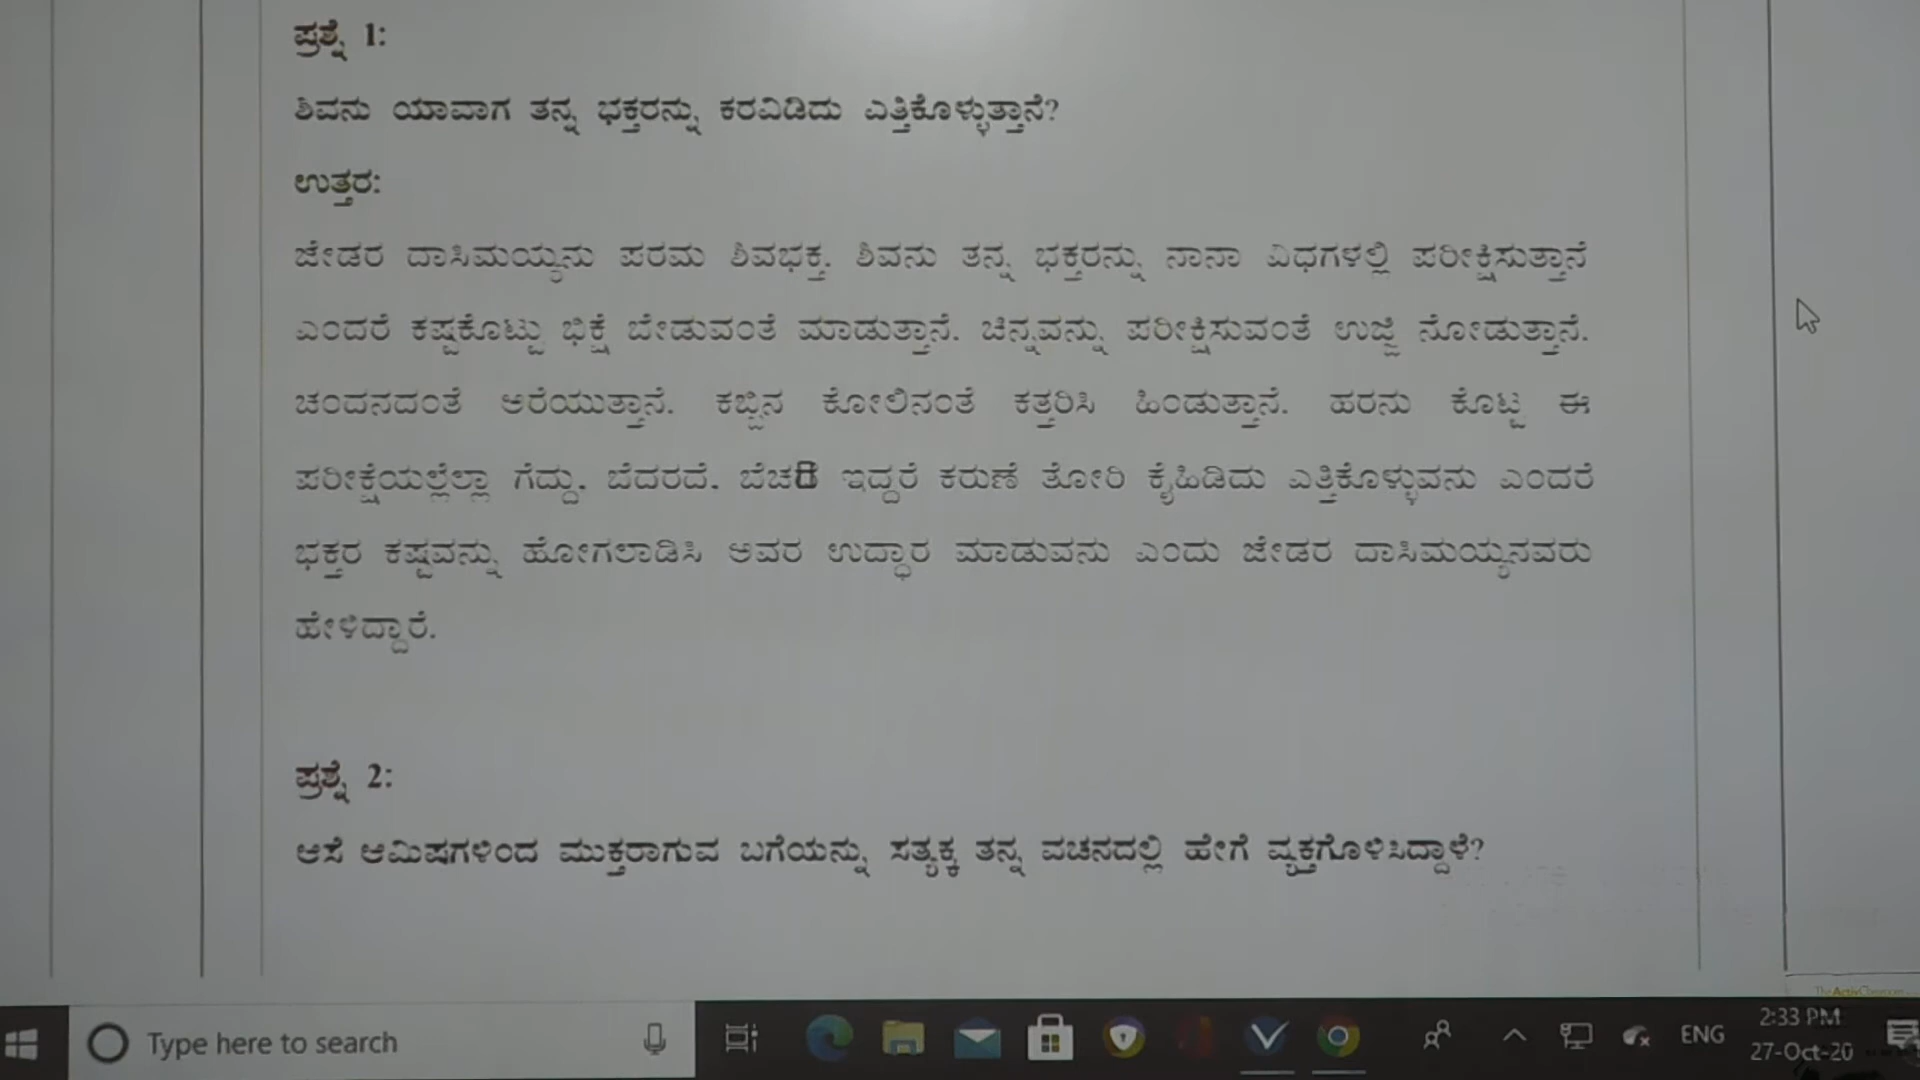 ಪ್ರಶ್ನೆ 1:
ಶಿವನು ಯಾವಾಗ ತನ್ನ ಭಕ್ತರನ್ನು ಕರವಿಡಿದು ಎತ್ತಿಕೊಳ್ಳುತ್ತಾನೆ?
ಉತ್ತರ:
ಜೇಡರ ದಾಸಿಮಯ್ಯನು ಪರಮ ಶಿವಭಕ್ತ. ಶಿವನು ತನ್ನ ಭಕ್ತರನ್ನು ನಾನಾ ವಿಧಗಳಲ್ಲಿ ಪರೀಕ್ಷಿಸುತ್ತಾನೆ
ಎಂದರೆ ಕಷ್ಟಕೊಟ್ಟು ಭಿಕ್ಷೆ ಬೇಡುವಂತೆ ಮಾಡುತ್ತಾನೆ. ಚಿನ್ನವನ್ನು ಪರೀಕ್ಷಿಸುವಂತೆ ಉಜ್ಜಿ ನೋಡುತ್ತಾನೆ.
ಚಂದನದಂತೆ ಅರೆಯುತ್ತಾನೆ. ಕಬ್ಬಿನ ಕೋಲಿನಂತೆ ಕತ್ತರಿಸಿ ಹಿಂಡುತ್ತಾನೆ. ಹರನು ಕೊಟ್ಟ ಈ
ಪರೀಕ್ಷೆಯಲ್ಲೆಲ್ಲಾ ಗೆದ್ದು, ಬೆದರದೆ, ಇದ್ದರೆ ಕರುಣೆ ತೋರಿ ಕೈಹಿಡಿದು ಎತ್ತಿಕೊಳ್ಳುವನು ಎಂದರೆ
ಭಕ್ತರ ಕಷ್ಟವನ್ನು ಹೋಗಲಾಡಿಸಿ ಅವರ ಉದ್ಧಾರ ಮಾಡುವನು ಎಂದು ಜೇಡರ ದಾಸಿಮಯ್ಯನವರು
ಹೇಳಿದ್ದಾರೆ.
ಪ್ರಶ್ನೆ 2:
ಆಸೆ ಆಮಿಷಗಳಿಂದ ಮುಕ್ತರಾಗುವ ಬಗೆಯನ್ನು ಸತ್ಯಕ್ಕ ತನ್ನ ವಚನದಲ್ಲಿ ಹೇಗೆ ವ್ಯಕ್ತಗೊಳಿಸಿದ್ದಾಳೆ?
Type here to search
ENG
2:33 PM
27-Oct-20